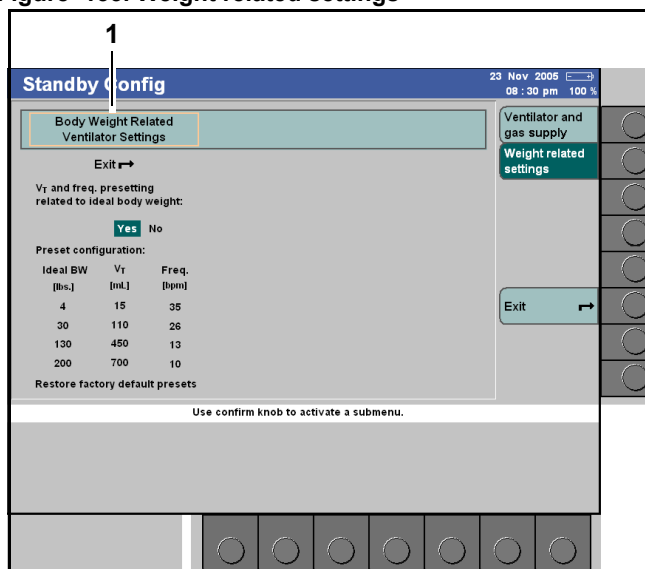 Figure 133. Weight related settings
1
Standby Config
23 Nov 2005
08 : 30 pm 100 %
Body Weight Related
Ventilator Settings
Exit
VT and freq. presetting
related to ideal body weight:
Yes No
Preset configuration:
Ideal BW VT Freq.
[lbs.] [mL] [bpm]
4 15 35
30 110 26
130 450 13
200 700 10
Restore factory default presets
Ventilator and
gas supply
Weight related
settings
Exit
Use confirm knob to activate a submenu.